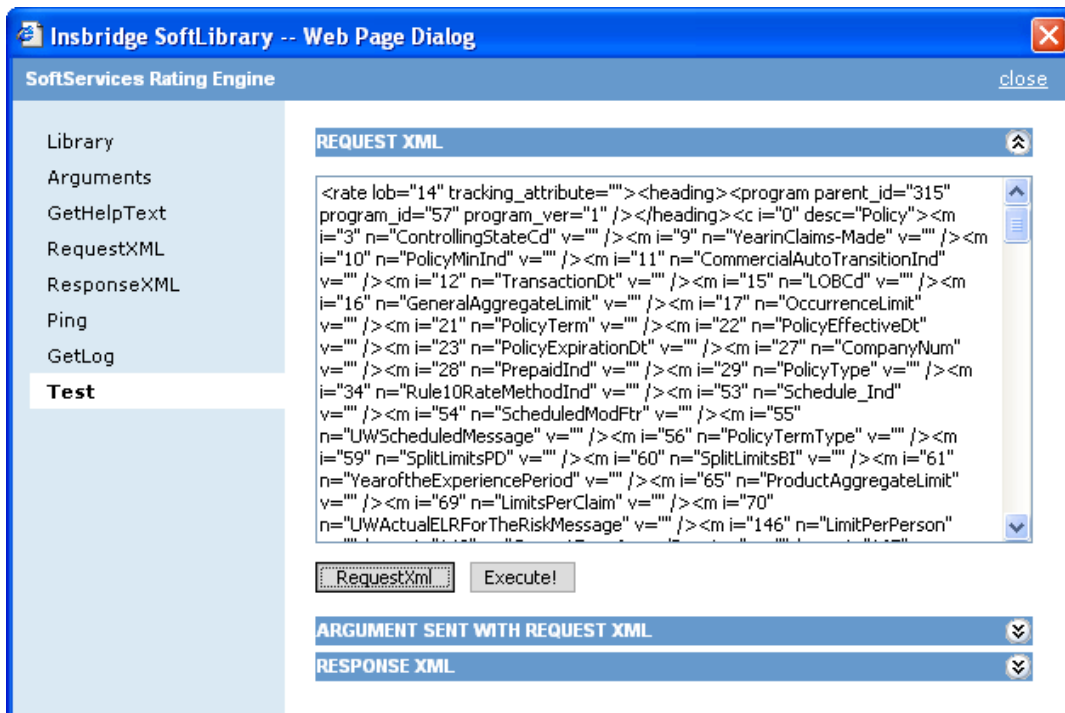 Insbridge SoftLibrary -- Web Page Dialog
SoftServices Rating Engine
close
Library
Arguments
GetHelpText
RequestXML
ResponseXML
Ping
GetLog
Test
REQUEST XML
<rate lob="14" tracking_attribute=""><heading><program parent_id="315"
program_id="57" program_ver="1" /></heading><c i="0" desc="Policy"><m
i="3" n="ControllingStateCd" v="" /><m i="9" n="YearinClaims-Made" v="" /><m
i="10" n="PolicyMinInd" v="" /><m i="11" n="CommercialAutoTransitionInd"
v="" /><m i="12" n="TransactionDt" v="" /><m i="15" n="LOBCd" v="" /><m
i="16" n="GeneralAggregateLimit" v="" /><m i="17" n="OccurrenceLimit"
v="" /><m i="21" n="PolicyTerm" v="" /><m i="22" n="PolicyEffectiveDt"
v="" /><m i="23" n="PolicyExpirationDt" v="" /><m i="27" n="CompanyNum"
v="" /><m i="28" n="PrepaidInd" v="" /><m i="29" n="PolicyType" v="" /><m
i="34" n="Rule10RateMethodInd" v="" /><m i="53" n="Schedule_Ind"
v="" /><m i="54" n="ScheduledModFtr" v="" /><m i="55"
n="UWScheduledMessage" v="" /><m i="56" n="PolicyTermType" v="" /><m
i="59" n="SplitLimitsPD" v="" /><m i="60" n="SplitLimitsBI" v="" /><m i="61"
n="YearoftheExperiencePeriod" v="" /><m i="65" n="ProductAggregateLimit"
v="" /><m i="69" n="LimitsPerClaim" v="" /><m i="70"
n="UWActualELRForTheRiskMessage" v="" /><m i="146" n="LimitPerPerson"
RequestXml
Execute!
ARGUMENT SENT WITH REQUEST XML
RESPONSE XML